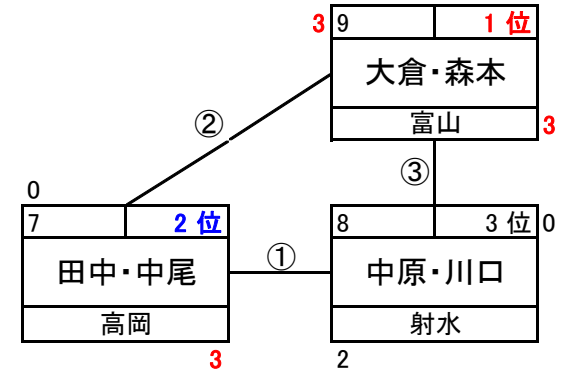 3 9 1 位
大倉・森本
富山
3
②
③
0
7 2 位
8 3 位 0
①
田中・中尾
中原・川口
高岡
射水
3
2